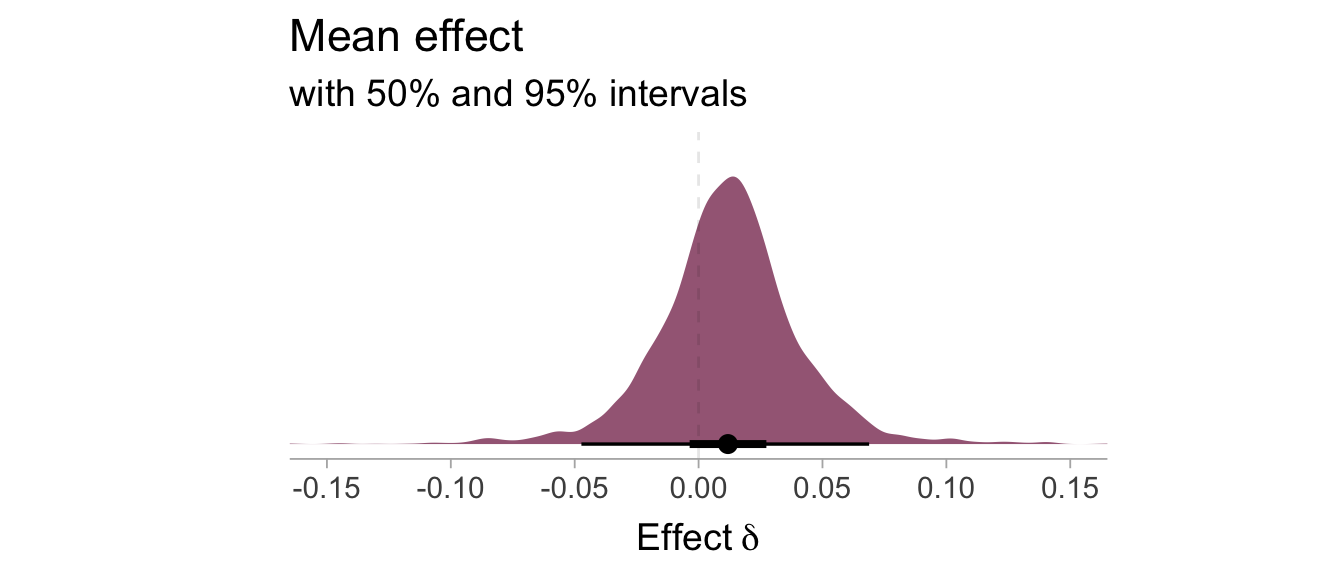 Mean effect
with 50% and 95% intervals
-0.15 -0.10 -0.05 0.00 0.05 0.10 0.15
Effect δ